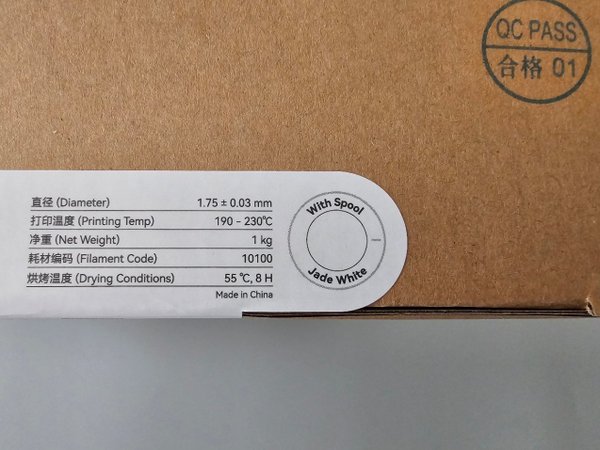 QC PASS
合格 01
直径 (Diameter) 1.75 ± 0.03 mm
打印温度 (Printing Temp) 190 - 230℃
净重 (Net Weight) 1 kg
耗材编码 (Filament Code) 10100
烘烤温度 (Drying Conditions) 55 ℃, 8 H
Made in China
With Spool
Jade White